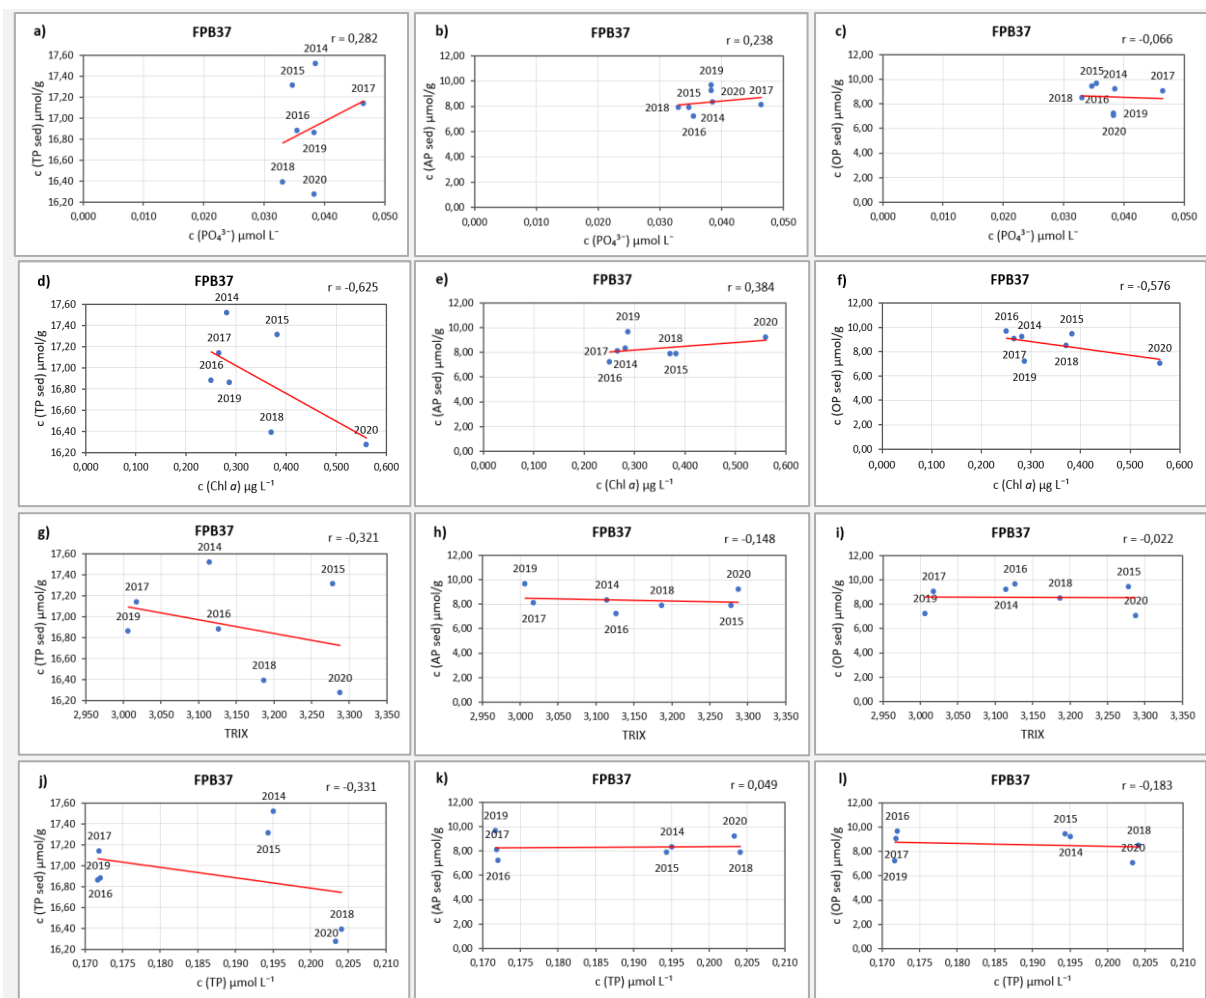 a)
FPB37
r = 0,282
c (TP sed) µmol/g
17,60
17,40
17,20
17,00
16,80
16,60
16,40
16,20
2014
2015
2017
2016
2019
2018
2020
0,000 0,010 0,020 0,030 0,040 0,050
c (PO₄³⁻) µmol L⁻
b)
FPB37
r = 0,238
c (AP sed) µmol/g
12,00
10,00
8,00
6,00
4,00
2,00
0,00
2019
2015 2020 2017
2018
2014
2016
0,000 0,010 0,020 0,030 0,040 0,050
c (PO₄³⁻) µmol L⁻
c)
FPB37
r = -0,066
c (OP sed) µmol/g
12,00
10,00
8,00
6,00
4,00
2,00
0,00
2015 2014 2017
2018 2016
2019
2020
0,000 0,010 0,020 0,030 0,040 0,050
c (PO₄³⁻) µmol L⁻
d)
FPB37
r = -0,625
c (TP sed) µmol/g
17,60
17,40
17,20
17,00
16,80
16,60
16,40
16,20
2014
2015
2017
2016
2019
2018
2020
0,000 0,100 0,200 0,300 0,400 0,500 0,600
c (Chl a) µg L⁻¹
e)
FPB37
r = 0,384
c (AP sed) µmol/g
12,00
10,00
8,00
6,00
4,00
2,00
0,00
2019
2020
2018
2017
2014 2015
2016
0,000 0,100 0,200 0,300 0,400 0,500 0,600
c (Chl a) µg L⁻¹
f)
FPB37
r = -0,576
c (OP sed) µmol/g
12,00
10,00
8,00
6,00
4,00
2,00
0,00
2016 2015
2014
2020
2017 2018
2019
0,000 0,100 0,200 0,300 0,400 0,500 0,600
c (Chl a) µg L⁻¹
g)
FPB37
r = -0,321
c (TP sed) µmol/g
17,60
17,40
17,20
17,00
16,80
16,60
16,40
16,20
2014
2015
2017
2019 2016
2018
2020
2,950 3,000 3,050 3,100 3,150 3,200 3,250 3,300 3,350
TRIX
h)
FPB37
r = -0,148
c (AP sed) µmol/g
12,00
10,00
8,00
6,00
4,00
2,00
0,00
2019
2020
2014 2018
2017 2015
2016
2,950 3,000 3,050 3,100 3,150 3,200 3,250 3,300 3,350
TRIX
i)
FPB37
r = -0,022
c (OP sed) µmol/g
12,00
10,00
8,00
6,00
4,00
2,00
0,00
2016 2015
2017
2018
2019 2014 2020
2,950 3,000 3,050 3,100 3,150 3,200 3,250 3,300 3,350
TRIX
j)
FPB37
r = -0,331
c (TP sed) µmol/g
17,60
17,40
17,20
17,00
16,80
16,60
16,40
16,20
2014
2017
2015
2019
2016
2018
2020
0,170 0,175 0,180 0,185 0,190 0,195 0,200 0,205 0,210
c (TP) µmol L⁻¹
k)
FPB37
r = 0,049
c (AP sed) µmol/g
12,00
10,00
8,00
6,00
4,00
2,00
0,00
2019
2020
2017 2014
2016 2015 2018
0,170 0,175 0,180 0,185 0,190 0,195 0,200 0,205 0,210
c (TP) µmol L⁻¹
l)
FPB37
r = -0,183
c (OP sed) µmol/g
12,00
10,00
8,00
6,00
4,00
2,00
0,00
2016 2015
2018
2017 2014 2020
2019
0,170 0,175 0,180 0,185 0,190 0,195 0,200 0,205 0,210
c (TP) µmol L⁻¹